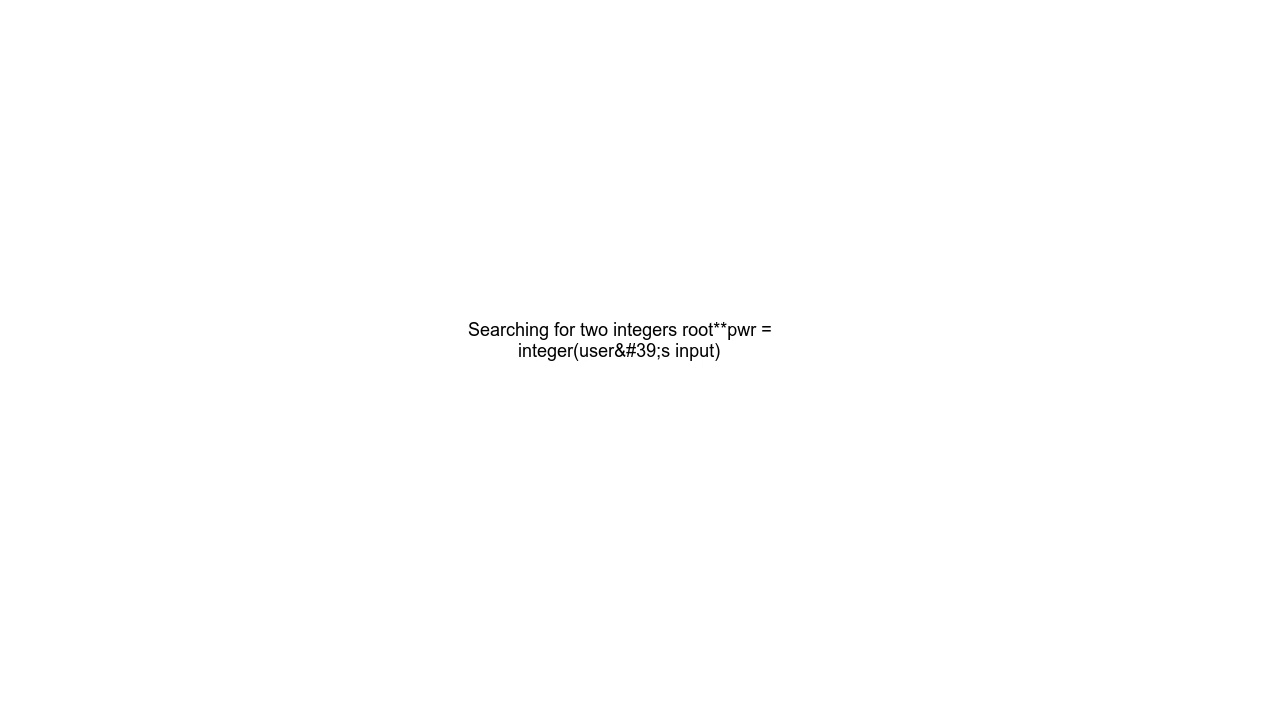 Searching for two integers root**pwr =
integer(user&#39;s input)